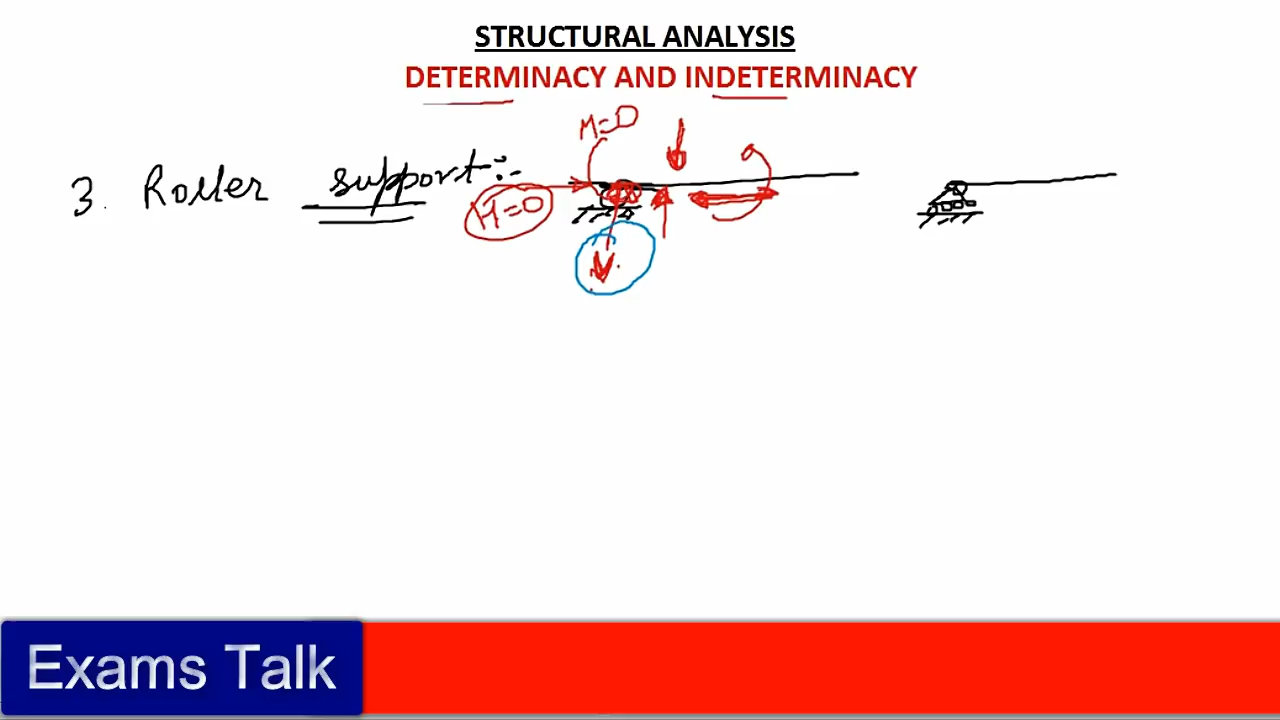 STRUCTURAL ANALYSIS
DETERMINACY AND INDETERMINACY
M=0
3. Roller support:-
H=0
Exams Talk